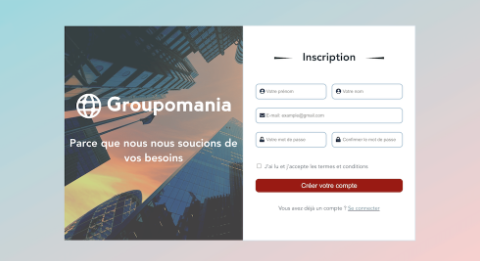 Groupomania
Parce que nous nous soucions de
vos besoins
Inscription
Votre prénom
Votre nom
E-mail: example@gmail.com
Votre mot de passe
Confirmer le mot de passe
J'ai lu et j'accepte les termes et conditions
Créer votre compte
Vous avez déjà un compte ? Se connecter